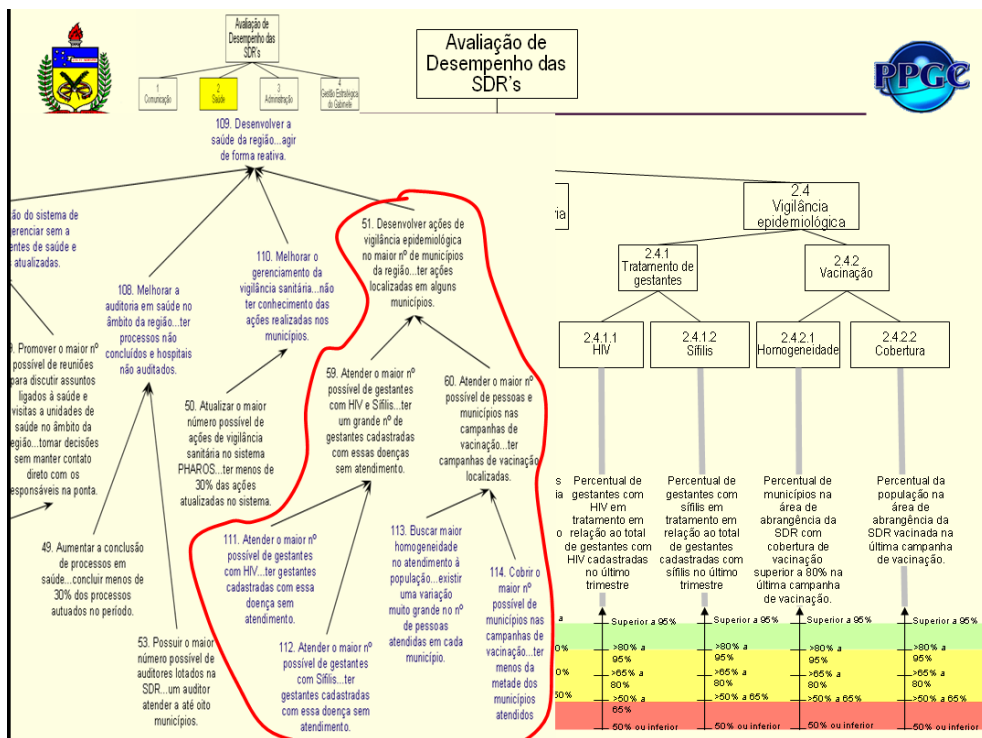 Avaliação de
Desempenho das
SDR's
1
Comunicação
2
Saúde
3
Administração
4
Gestão Estratégica
do Gabinete
Avaliação de
Desempenho das
SDR's
PPGC
109. Desenvolver a
saúde da região...agir
de forma reativa.
ão do sistema de
erenciar sem a
entes de saúde e
s atualizadas.
108. Melhorar a
auditoria em saúde no
âmbito da região...ter
processos não
concluídos e hospitais
não auditados.
110. Melhorar o
gerenciamento da
vigilância sanitária...não
ter conhecimento das
ações realizadas nos
municípios.
51. Desenvolver ações de
vigilância epidemiológica
no maior nº de municípios
da região...ter ações
localizadas em alguns
municípios.
. Promover o maior nº
possível de reuniões
para discutir assuntos
ligados à saúde e
visitas a unidades de
saúde no âmbito da
região...tomar decisões
sem manter contato
direto com os
esponsáveis na ponta.
50. Atualizar o maior
número possível de
ações de vigilância
sanitária no sistema
PHAROS...ter menos de
30% das ações
atualizadas no sistema.
59. Atender o maior nº
possível de gestantes
com HIV e Sífilis...ter
um grande nº de
gestantes cadastradas
com essas doenças
sem atendimento.
60. Atender o maior nº
possível de pessoas e
municípios nas
campanhas de
vacinação...ter
campanhas de vacinação
localizadas.
49. Aumentar a conclusão
de processos em
saúde...concluir menos de
30% dos processos
autuados no período.
53. Possuir o maior
número possível de
auditores lotados na
SDR...um auditor
atender a até oito
municípios.
111. Atender o maior nº
possível de gestantes
com HIV...ter gestantes
cadastradas com essa
doença sem
atendimento.
112. Atender o maior nº
possível de gestantes
com Sífilis...ter
gestantes cadastradas
com essa doença sem
atendimento.
113. Buscar maior
homogeneidade no
atendimento à
população...existir
uma variação
muito grande no nº
de pessoas
atendidas em cada
município.
114. Cobrir o
maior nº
possível de
municípios nas
campanhas de
vacinação...ter
menos da
metade dos
municípios
atendidos
ria
2.4
Vigilância
epidemiológica
2.4.1
Tratamento de
gestantes
2.4.2
Vacinação
2.4.1.1
HIV
2.4.1.2
Sífilis
2.4.2.1
Homogeneidade
2.4.2.2
Cobertura
s
ia
o
Percentual de
gestantes com
HIV em
tratamento em
relação ao total
de gestantes com
HIV cadastradas
no último
trimestre
Percentual de
gestantes com
sífilis em
tratamento em
relação ao total
de gestantes
cadastradas com
sífilis no último
trimestre
Percentual de
municípios na
área de
abrangência da
SDR com
cobertura de
vacinação
superior a 80% na
última campanha
de vacinação.
Percentual da
população na
área de
abrangência da
SDR vacinada na
última campanha
de vacinação.
a
0%
0%
50%
Superior a 95%
>80% a
95%
>65% a
80%
>50% a
65%
50% ou inferior
Superior a 95%
>80% a
95%
>65% a
80%
>50% a 65%
50% ou inferior
Superior a 95%
>80% a
95%
>65% a
80%
>50% a 65%
50% ou inferior
Superior a 95%
>80% a
95%
>65% a
80%
>50% a 65%
50% ou inferior